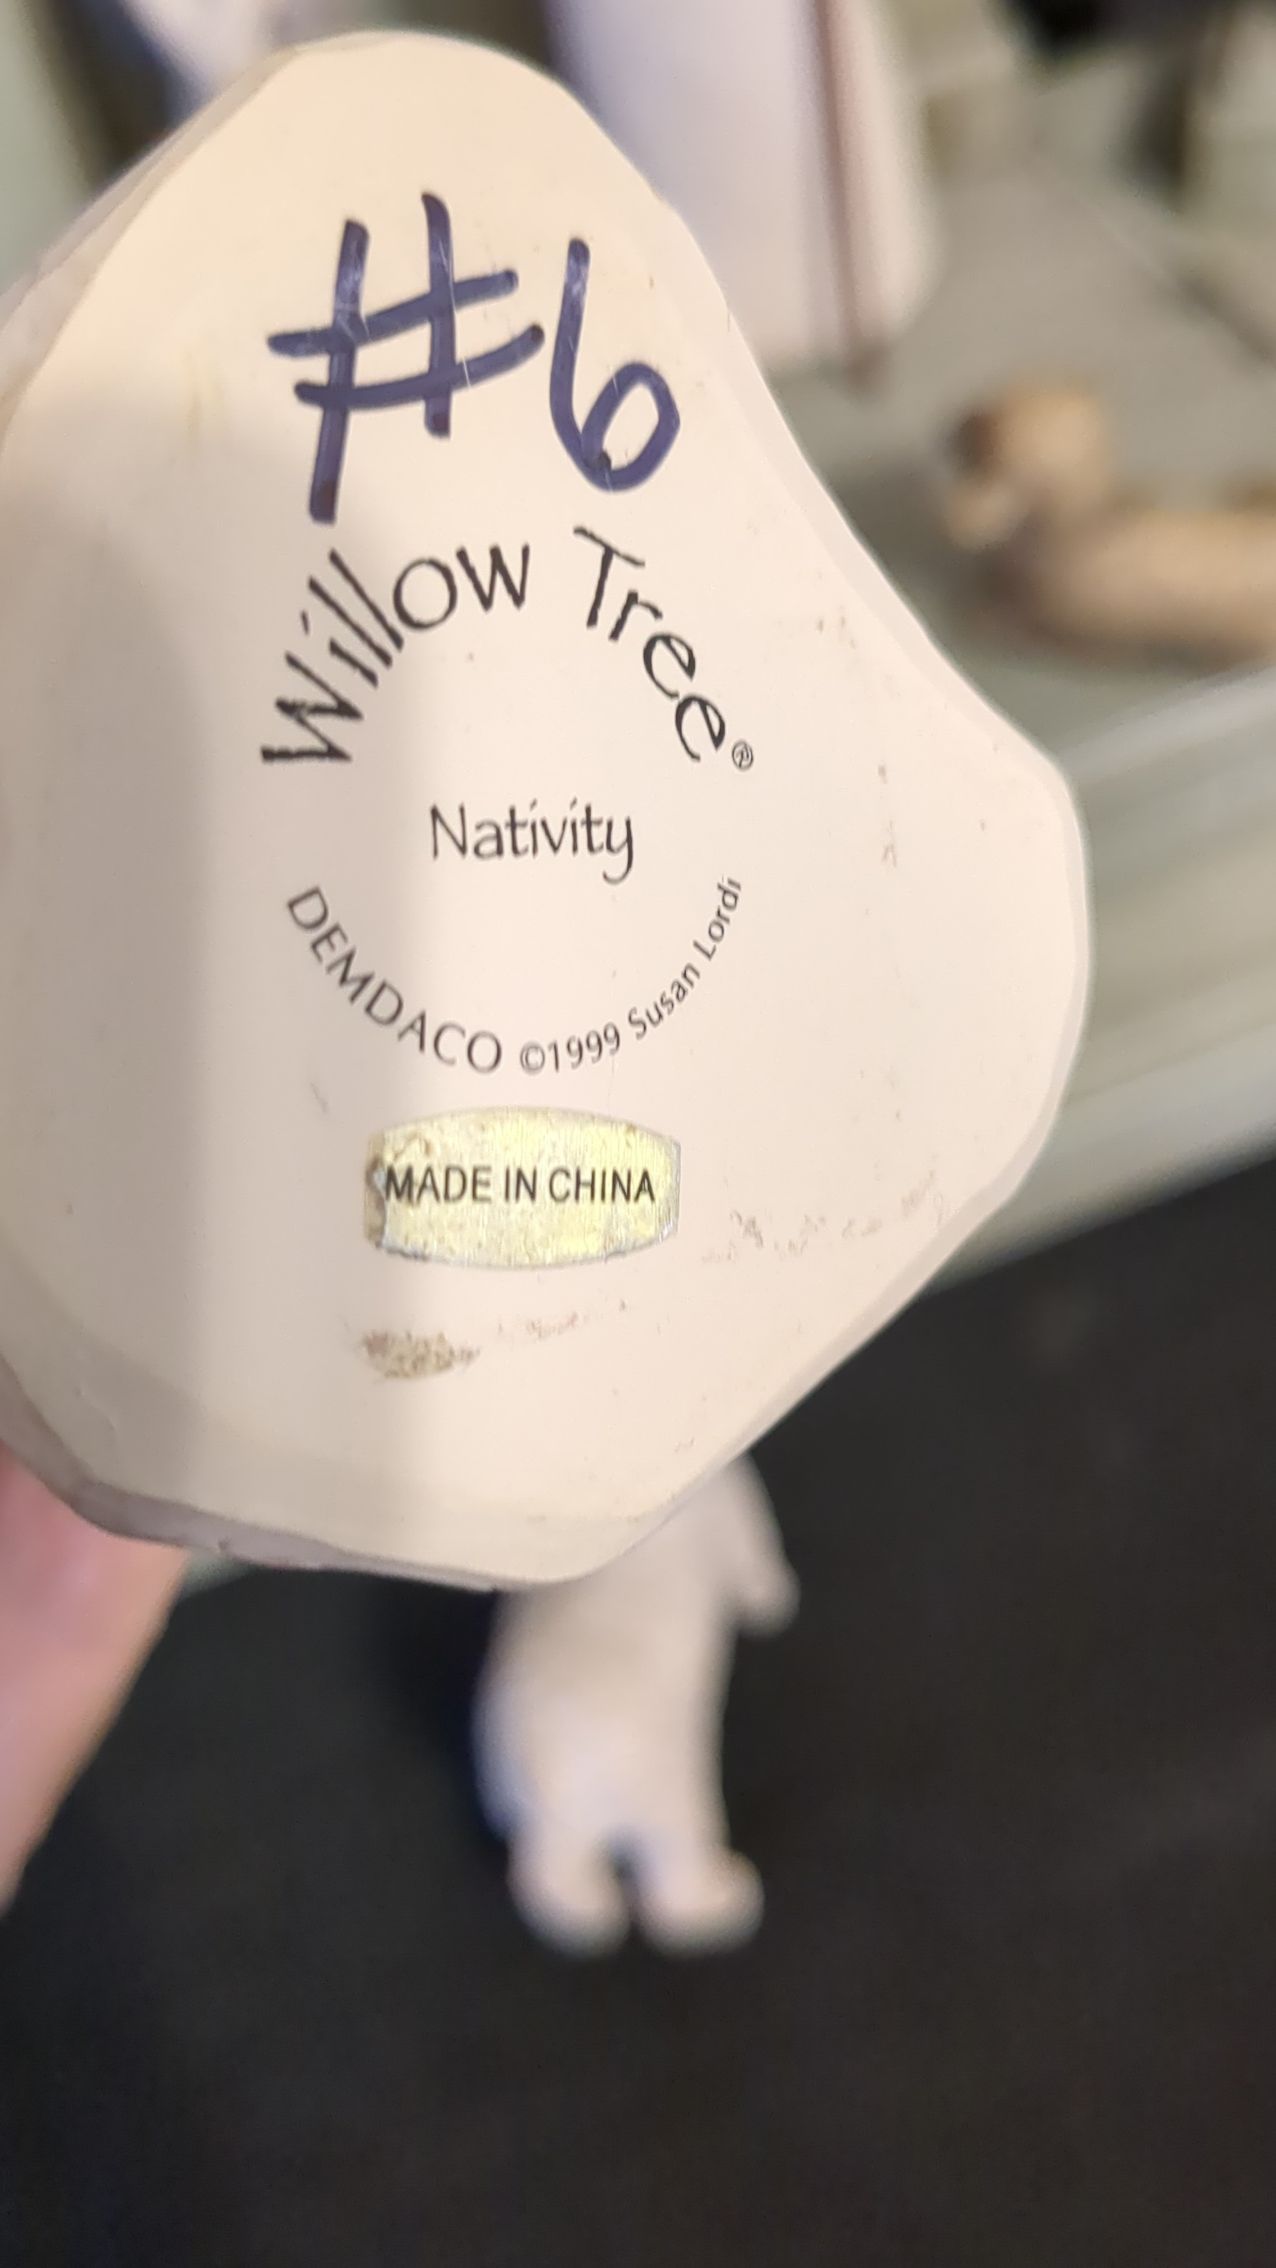 #6
Willow Tree®
Nativity
DEMDACO ©1999 Susan Lordi
MADE IN CHINA